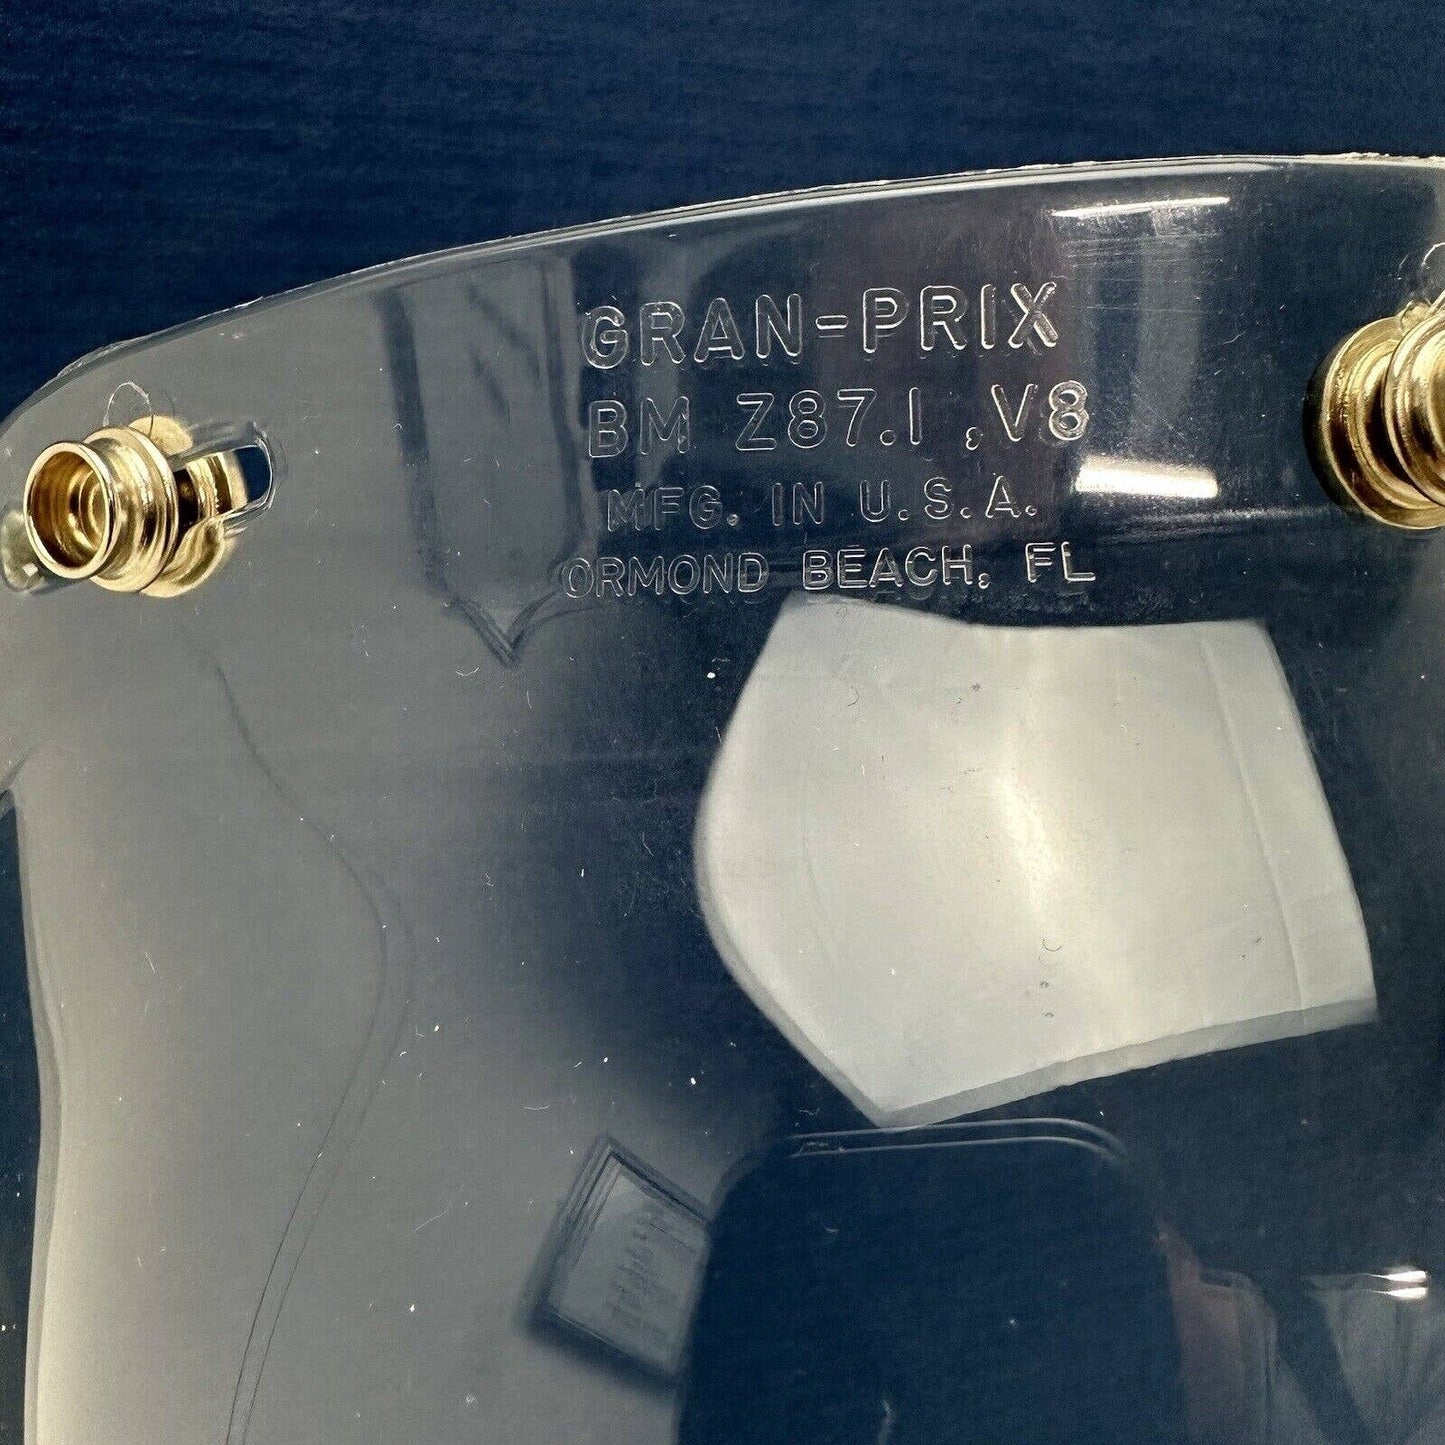 GRAN-PRIX
BM Z87.1 ,V8
MFG. IN U.S.A.
ORMOND BEACH, FL